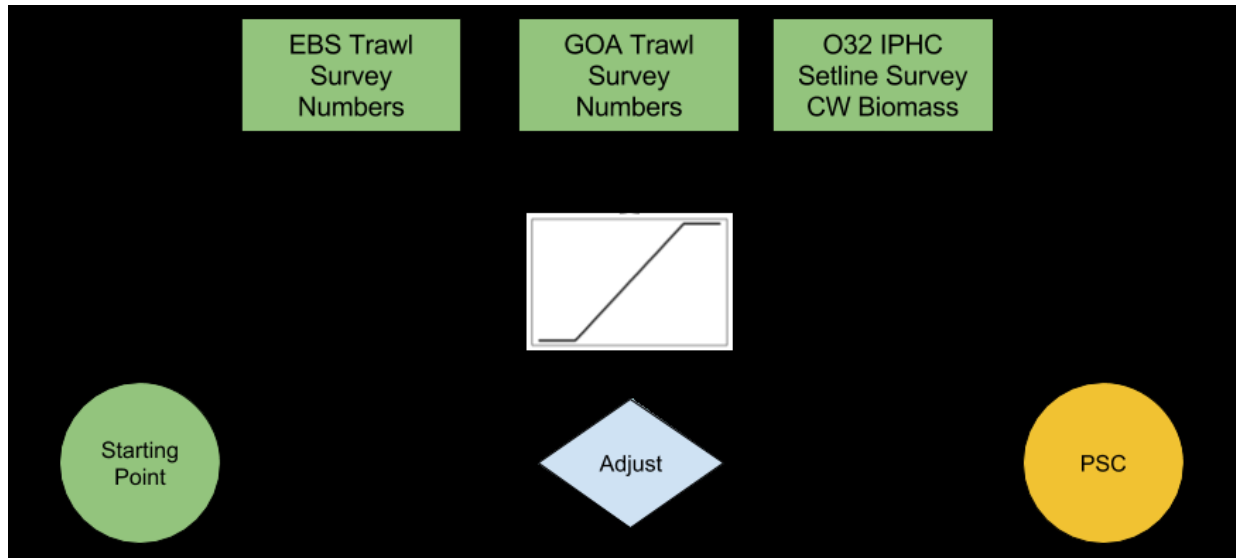 EBS Trawl
Survey
Numbers
GOA Trawl
Survey
Numbers
O32 IPHC
Setline Survey
CW Biomass
Starting
Point
Adjust
PSC